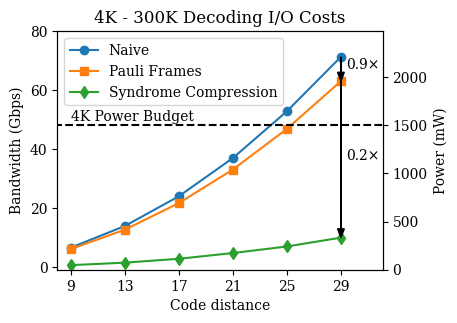 4K - 300K Decoding I/O Costs
80
60
40
20
0
Bandwidth (Gbps)
Naive
Pauli Frames
Syndrome Compression
4K Power Budget
0.9×
0.2×
2000
1500
1000
500
0
Power (mW)
9 13 17 21 25 29
Code distance